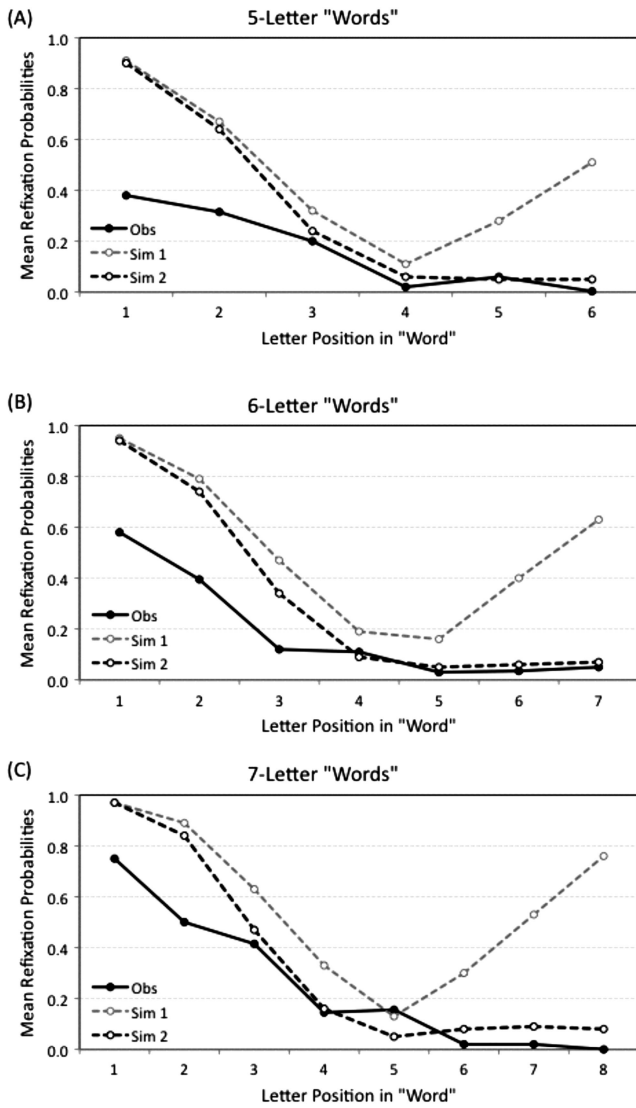 (A)
5-Letter "Words"
Mean Refixation Probabilities
1.0
0.8
0.6
0.4
0.2
0.0
Obs
Sim 1
Sim 2
1 2 3 4 5 6
Letter Position in "Word"
(B)
6-Letter "Words"
Mean Refixation Probabilities
1.0
0.8
0.6
0.4
0.2
0.0
Obs
Sim 1
Sim 2
1 2 3 4 5 6 7
Letter Position in "Word"
(C)
7-Letter "Words"
Mean Refixation Probabilities
1.0
0.8
0.6
0.4
0.2
0.0
Obs
Sim 1
Sim 2
1 2 3 4 5 6 7 8
Letter Position in "Word"